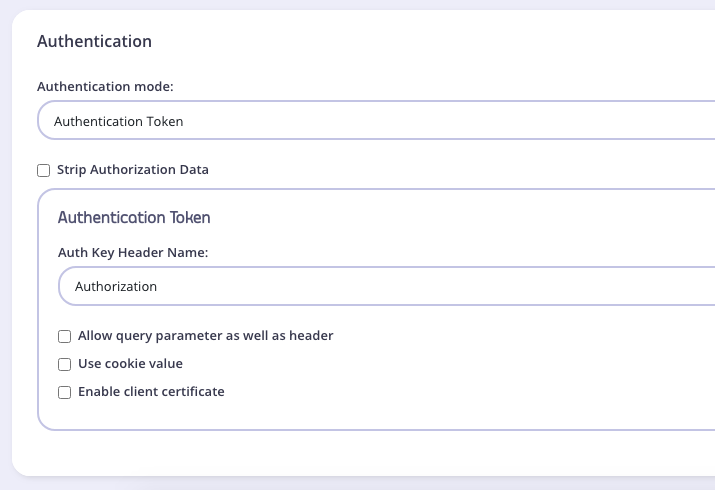 Authentication
Authentication mode:
Authentication Token
Strip Authorization Data
Authentication Token
Auth Key Header Name:
Authorization
Allow query parameter as well as header
Use cookie value
Enable client certificate